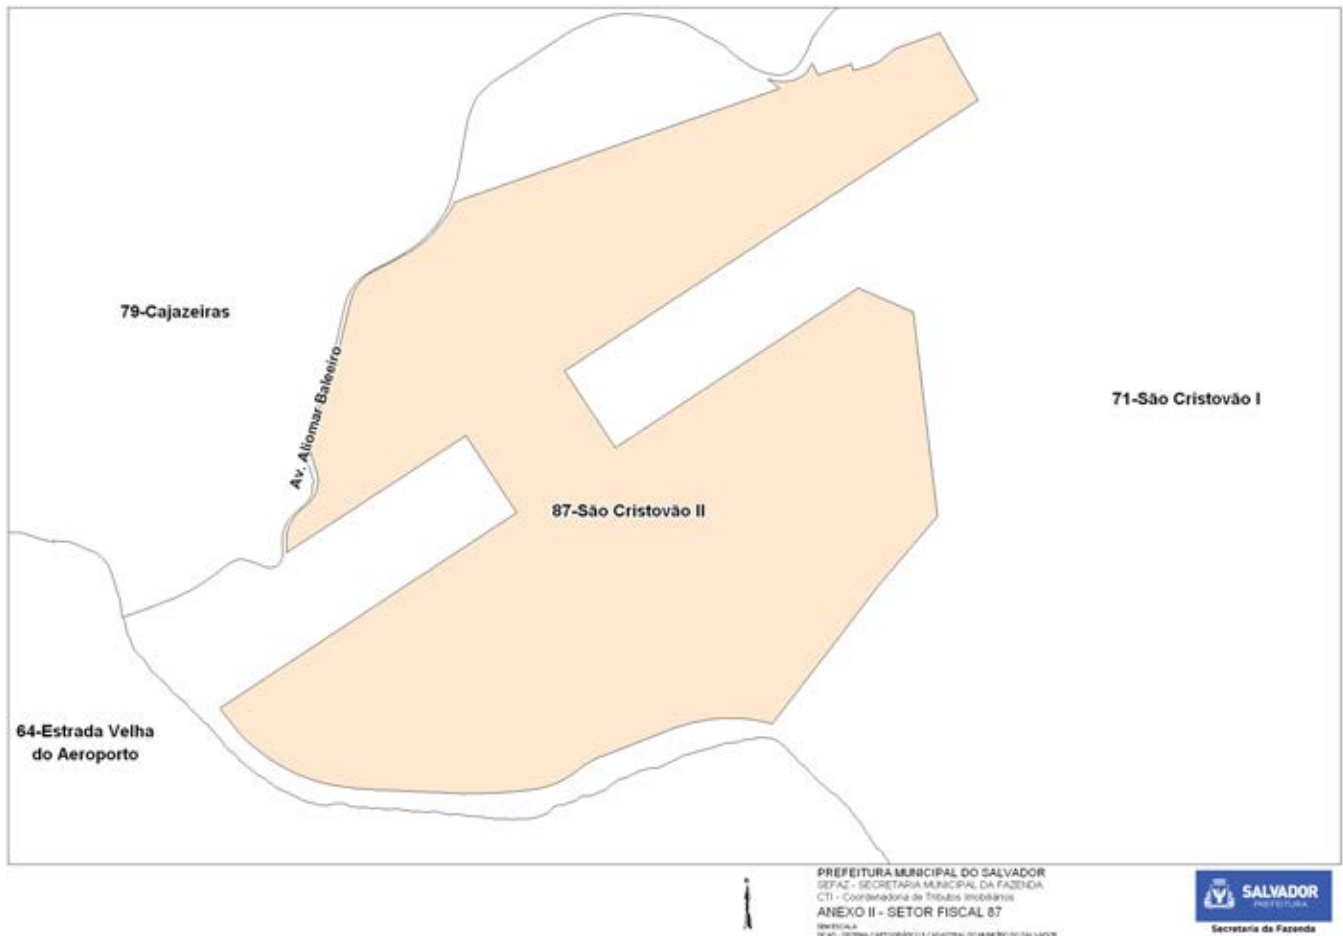 79-Cajazeiras
Av. Aliomar Baleeiro
71-São Cristovão I
87-São Cristovão II
64-Estrada Velha
do Aeroporto
PREFEITURA MUNICIPAL DO SALVADOR
SEFAZ - SECRETARIA MUNICIPAL DA FAZENDA
CTI - Coordenadoria de Tributos Imobiliários
ANEXO II - SETOR FISCAL 87
SEM ESCALA
SALVADOR
PREFEITURA
Secretaria da Fazenda